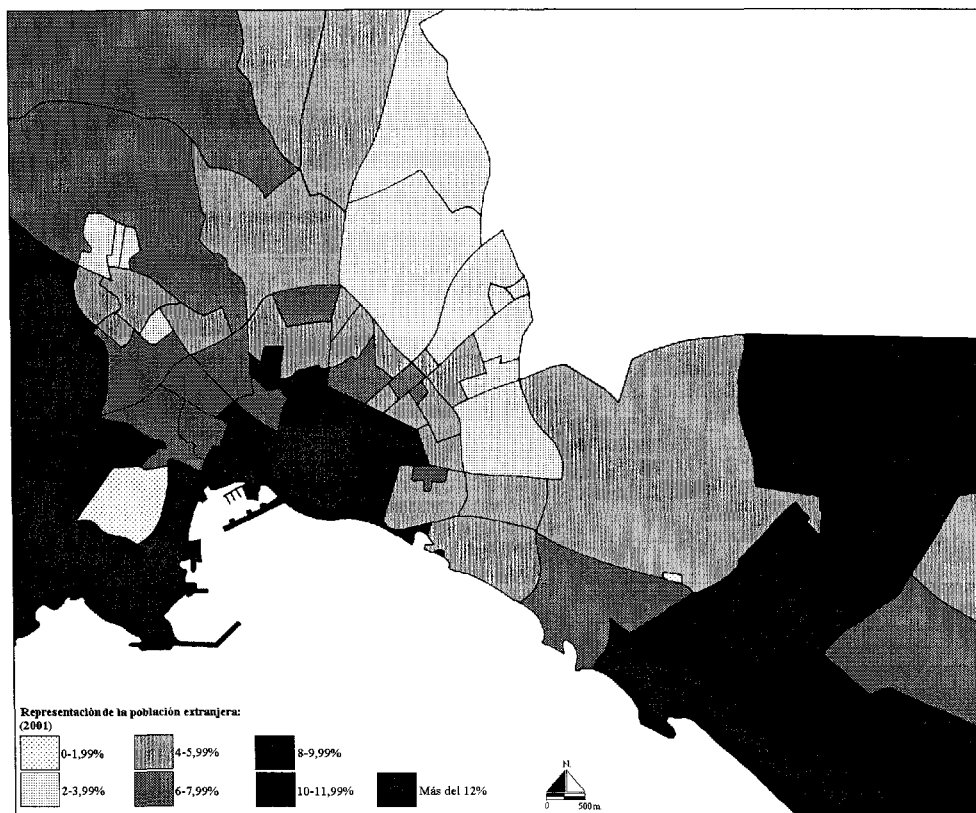 Representación de la población extranjera:
(2001)
0-1,99%
4-5,99%
8-9,99%
2-3,99%
6-7,99%
10-11,99%
Más del 12%
N.
0 500 m.